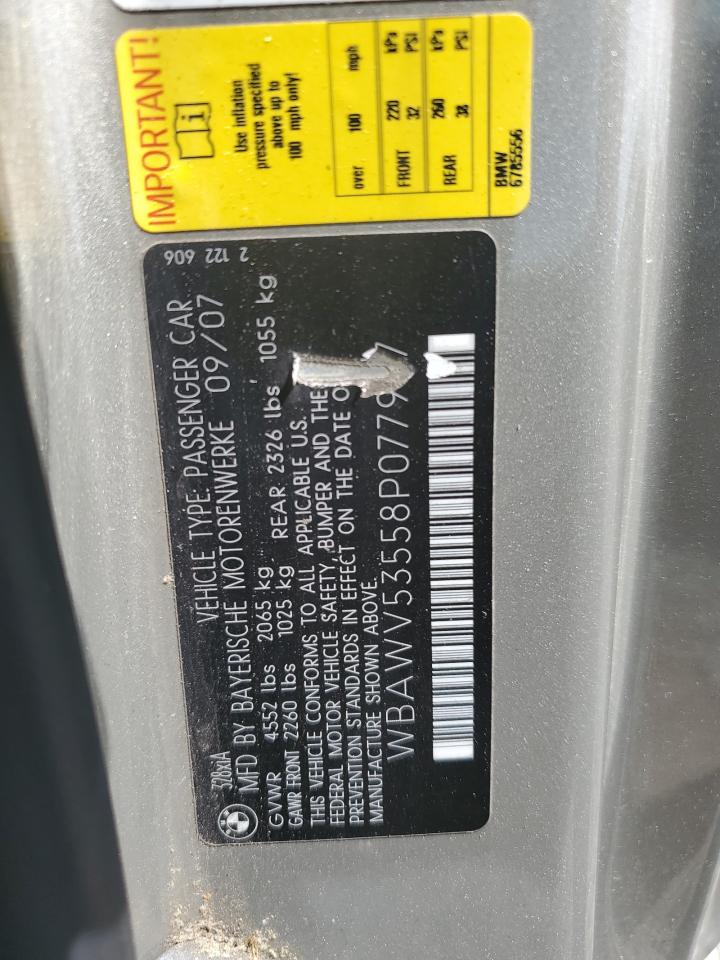 IMPORTANT!
Use inflation
pressure specified
above up to
100 mph only!
over 100 mph
FRONT 220 kPa
32 PSI
REAR 260 kPa
38 PSI
BMW
6785556
328xiA
VEHICLE TYPE: PASSENGER CAR
2 122 606
MFD BY BAYERISCHE MOTORENWERKE 09/07
GVWR 4552 lbs 2065 kg
GAWR FRONT 2260 lbs 1025 kg REAR 2326 lbs 1055 kg
THIS VEHICLE CONFORMS TO ALL APPLICABLE U.S.
FEDERAL MOTOR VEHICLE SAFETY, BUMPER AND THE
PREVENTION STANDARDS IN EFFECT ON THE DATE O
MANUFACTURE SHOWN ABOVE.
WBAWV53558P0779 7